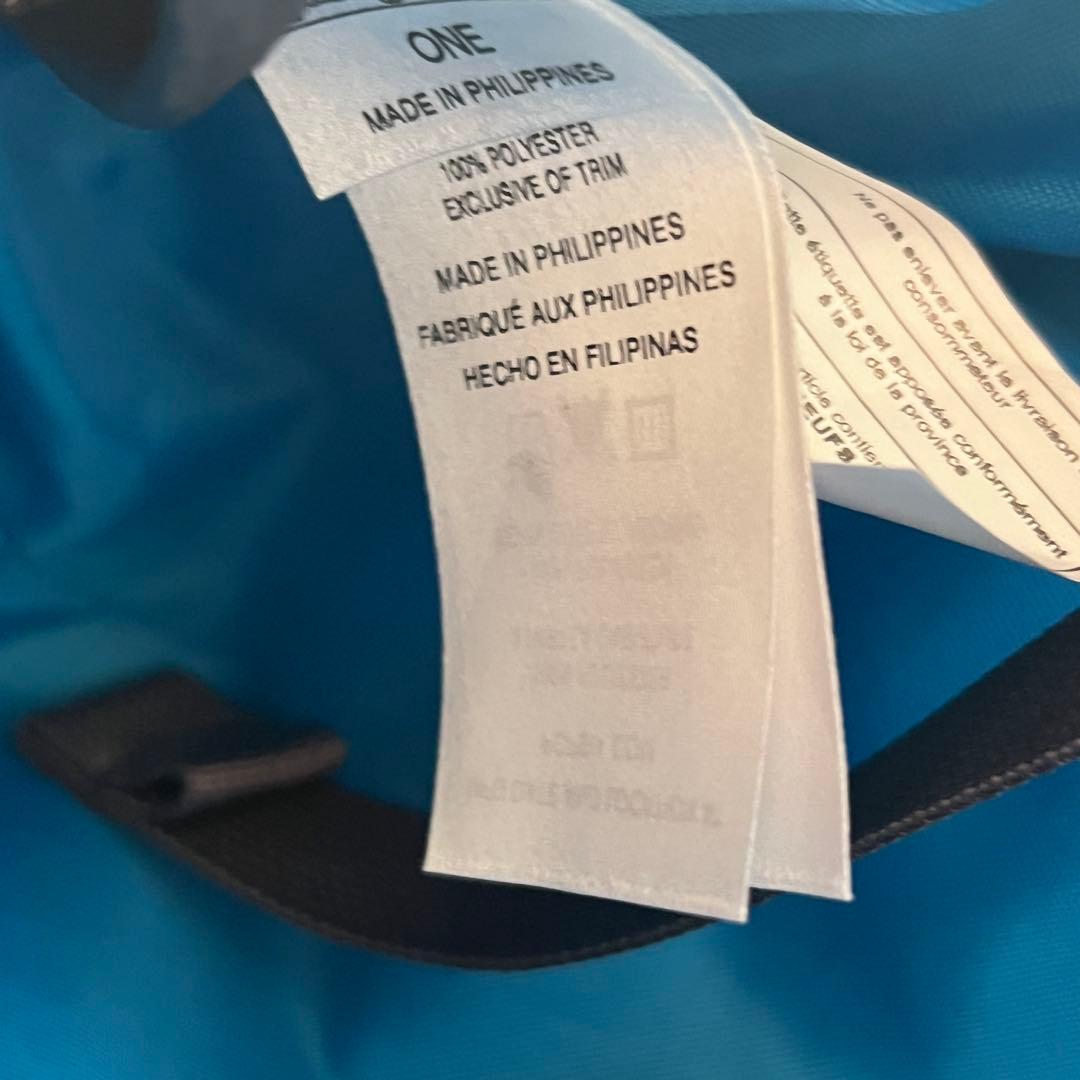 ONE
MADE IN PHILIPPINES
100% POLYESTER
EXCLUSIVE OF TRIM
MADE IN PHILIPPINES
FABRIQUÉ AUX PHILIPPINES
HECHO EN FILIPINAS
Ne pas enlever avant la livraison
consommateur
étiquette est apposée conformément
à la loi de la province
contien